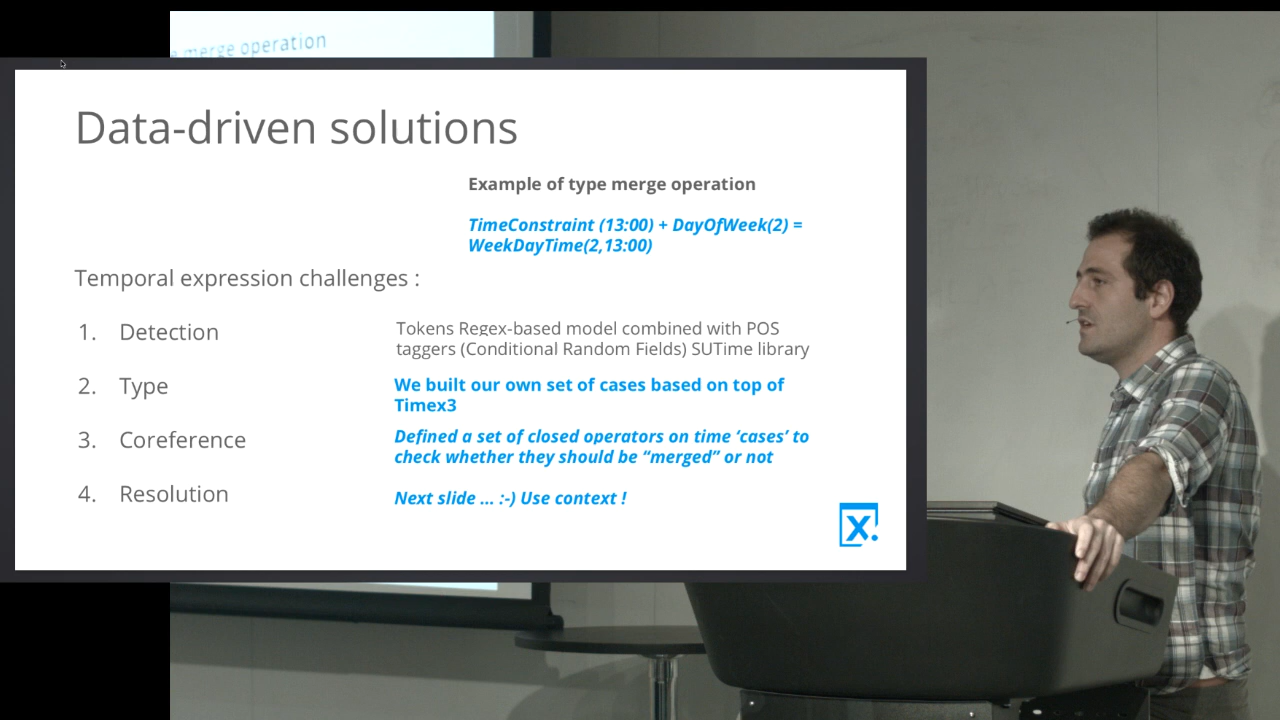 merge operation
Data-driven solutions
Example of type merge operation
TimeConstraint (13:00) + DayOfWeek(2) =
WeekDayTime(2,13:00)
Temporal expression challenges :
1. Detection
Tokens Regex-based model combined with POS
taggers (Conditional Random Fields) SUTime library
2. Type
We built our own set of cases based on top of
Timex3
3. Coreference
Defined a set of closed operators on time ‘cases’ to
check whether they should be “merged” or not
4. Resolution
Next slide ... :-) Use context !
X.